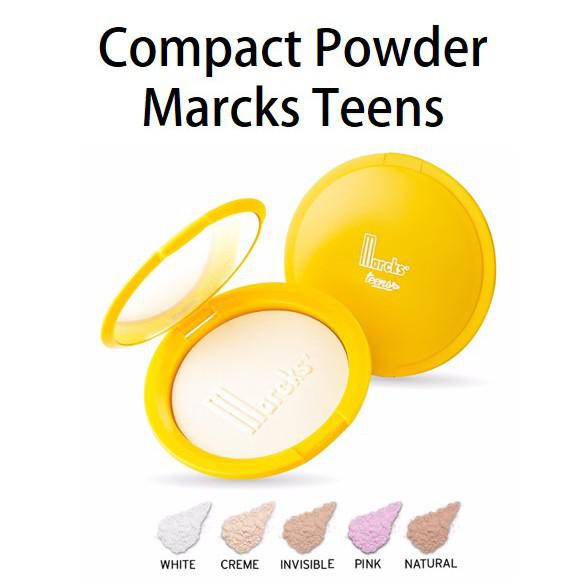 Compact Powder
Marcks Teens
Marcks®
teens
Marcks®
WHITE CREME INVISIBLE PINK NATURAL